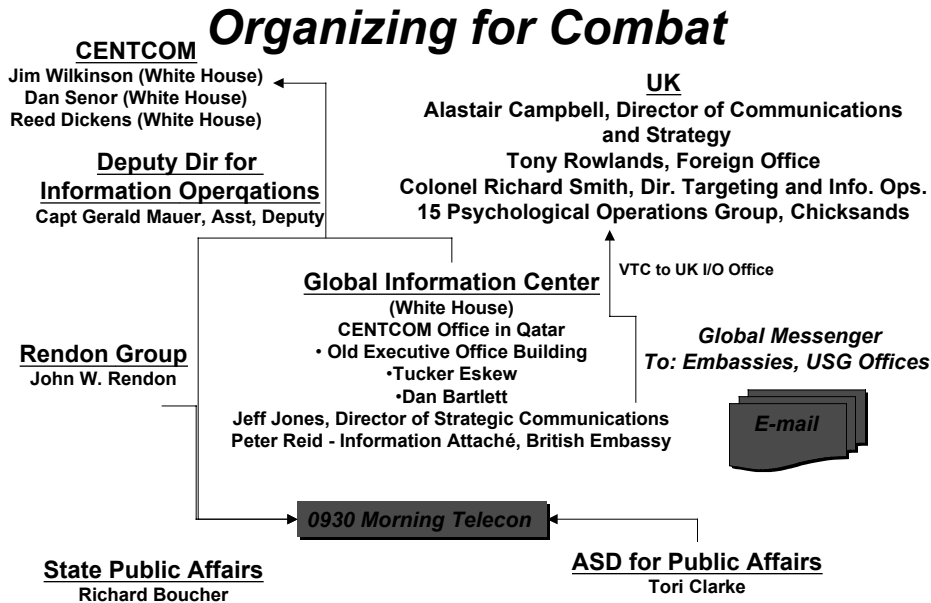 Organizing for Combat
CENTCOM
Jim Wilkinson (White House)
Dan Senor (White House)
Reed Dickens (White House)
Deputy Dir for
Information Operqations
Capt Gerald Mauer, Asst, Deputy
UK
Alastair Campbell, Director of Communications
and Strategy
Tony Rowlands, Foreign Office
Colonel Richard Smith, Dir. Targeting and Info. Ops.
15 Psychological Operations Group, Chicksands
VTC to UK I/O Office
Global Information Center
(White House)
CENTCOM Office in Qatar
• Old Executive Office Building
•Tucker Eskew
•Dan Bartlett
Jeff Jones, Director of Strategic Communications
Peter Reid - Information Attaché, British Embassy
Rendon Group
John W. Rendon
Global Messenger
To: Embassies, USG Offices
E-mail
0930 Morning Telecon
State Public Affairs
Richard Boucher
ASD for Public Affairs
Tori Clarke